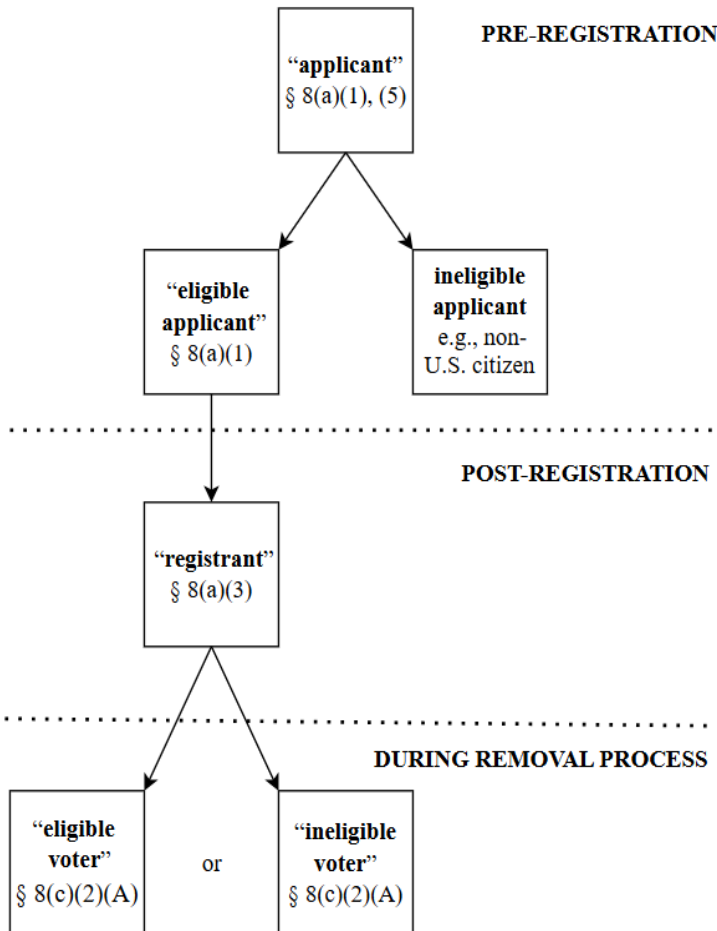 PRE-REGISTRATION
“applicant”
§ 8(a)(1), (5)
“eligible
applicant”
§ 8(a)(1)
ineligible
applicant
e.g., non-
U.S. citizen
POST-REGISTRATION
“registrant”
§ 8(a)(3)
DURING REMOVAL PROCESS
“eligible
voter”
§ 8(c)(2)(A)
or
“ineligible
voter”
§ 8(c)(2)(A)